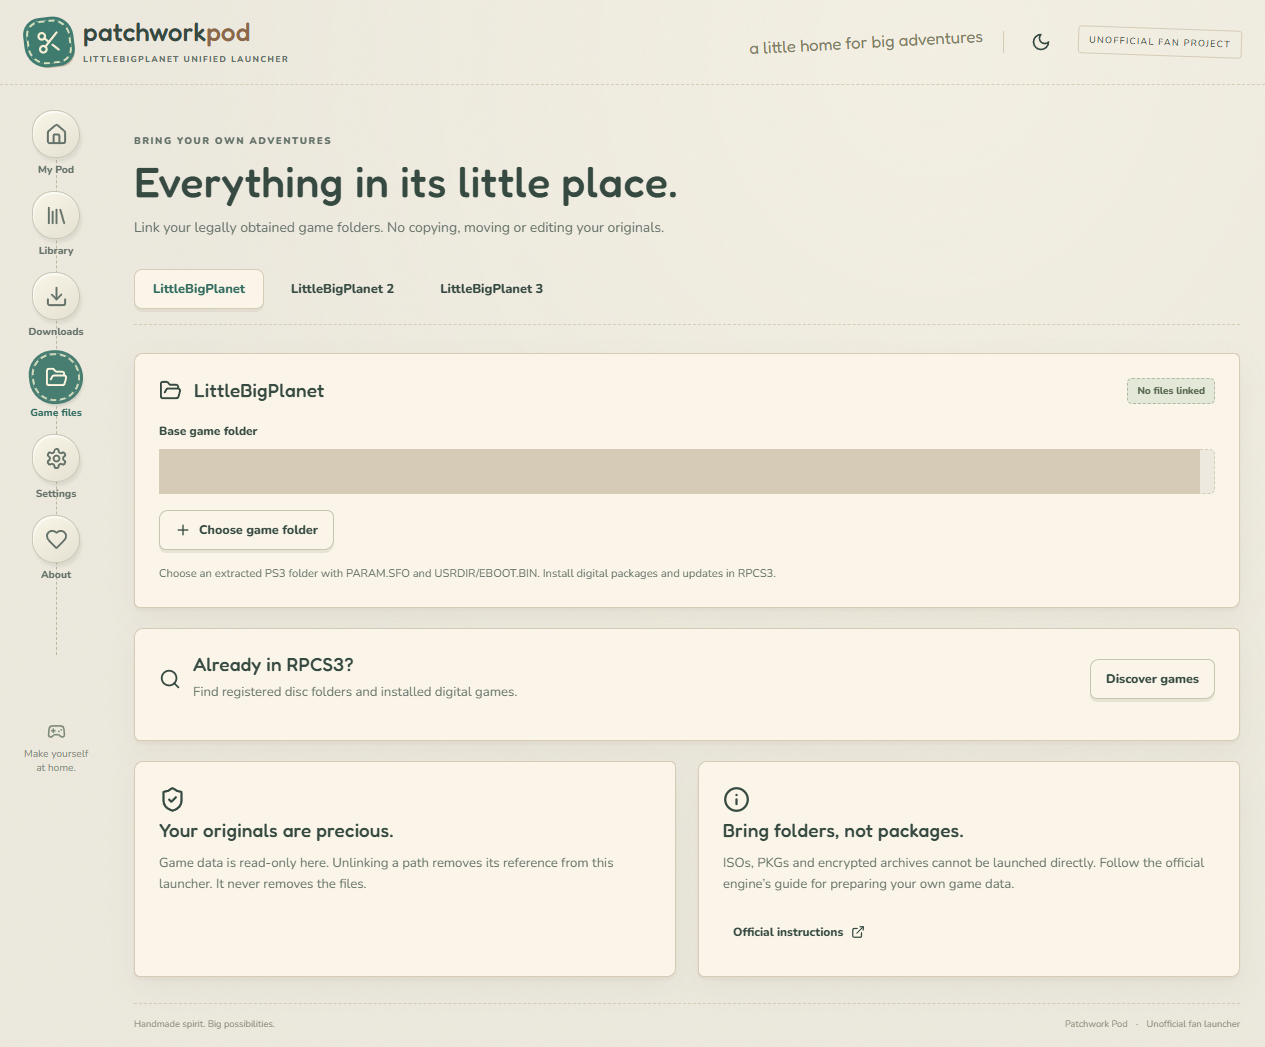 patchworkpod
LITTLEBIGPLANET UNIFIED LAUNCHER
a little home for big adventures
UNOFFICIAL FAN PROJECT
My Pod
Library
Downloads
Game files
Settings
About
Make yourself
at home.
BRING YOUR OWN ADVENTURES
Everything in its little place.
Link your legally obtained game folders. No copying, moving or editing your originals.
LittleBigPlanet
LittleBigPlanet 2
LittleBigPlanet 3
LittleBigPlanet
No files linked
Base game folder
Choose game folder
Choose an extracted PS3 folder with PARAM.SFO and USRDIR/EBOOT.BIN. Install digital packages and updates in RPCS3.
Already in RPCS3?
Find registered disc folders and installed digital games.
Discover games
Your originals are precious.
Game data is read-only here. Unlinking a path removes its reference from this
launcher. It never removes the files.
Bring folders, not packages.
ISOs, PKGs and encrypted archives cannot be launched directly. Follow the official
engine's guide for preparing your own game data.
Official instructions
Handmade spirit. Big possibilities.
Patchwork Pod · Unofficial fan launcher